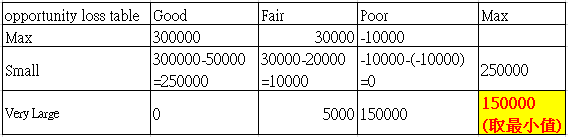 opportunity loss table Good Fair Poor Max
Max 300000 30000 -10000
Small 300000-50000 30000-20000 -10000-(-10000) 250000
=250000 =10000 =0
Very Large 0 5000 150000 150000
(取最小值)